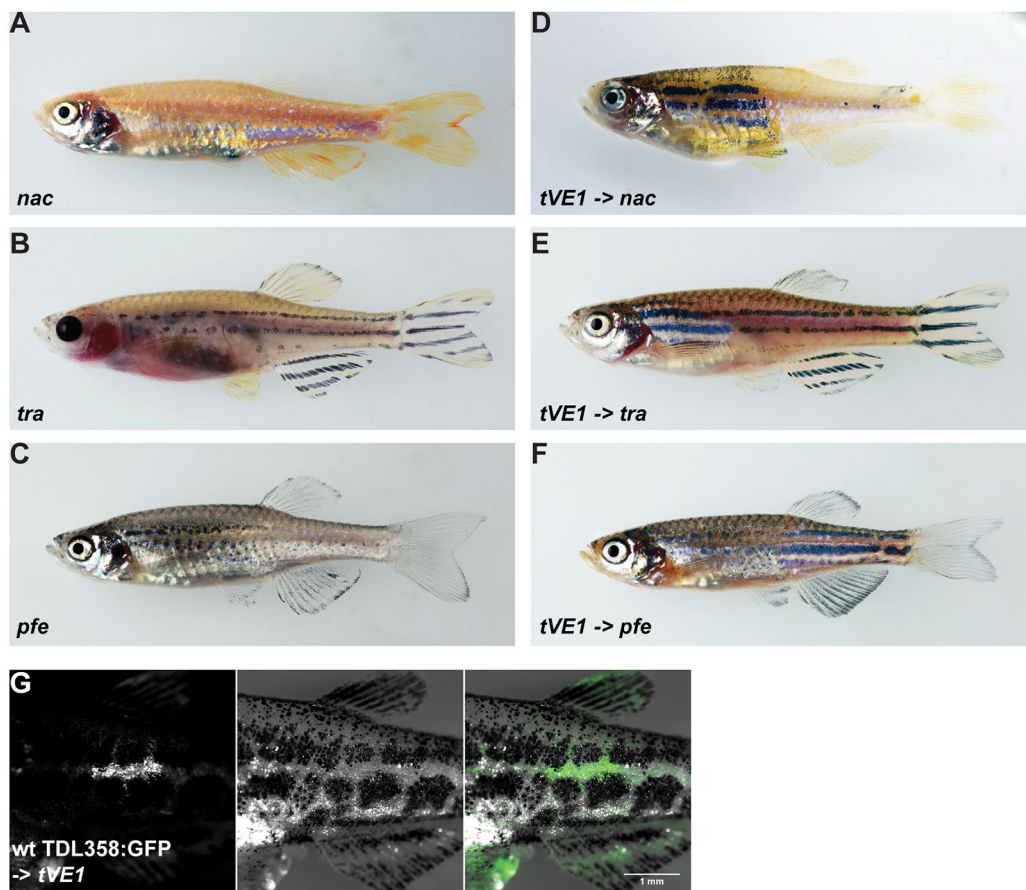 A
nac
D
tVE1 -> nac
B
tra
E
tVE1 -> tra
C
pfe
F
tVE1 -> pfe
G
wt TDL358:GFP
-> tVE1
1 mm